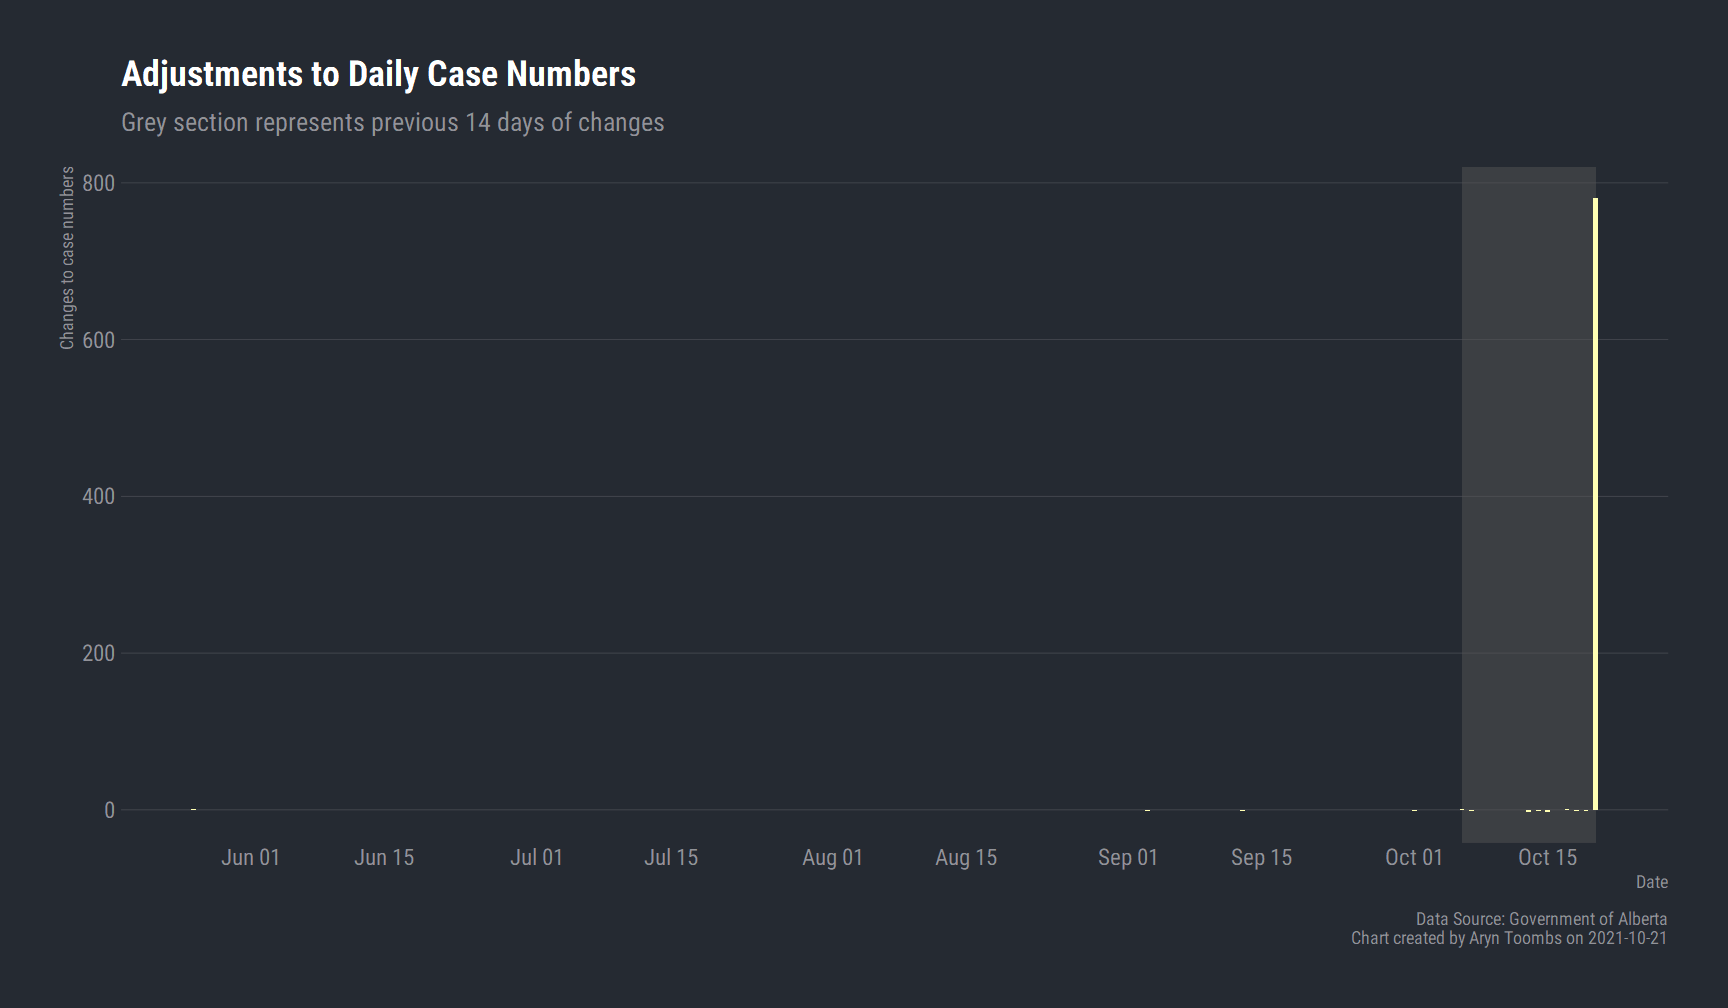 Adjustments to Daily Case Numbers
Grey section represents previous 14 days of changes
Changes to case numbers
800
600
400
200
0
Jun 01 Jun 15 Jul 01 Jul 15 Aug 01 Aug 15 Sep 01 Sep 15 Oct 01 Oct 15
Date
Data Source: Government of Alberta
Chart created by Aryn Toombs on 2021-10-21